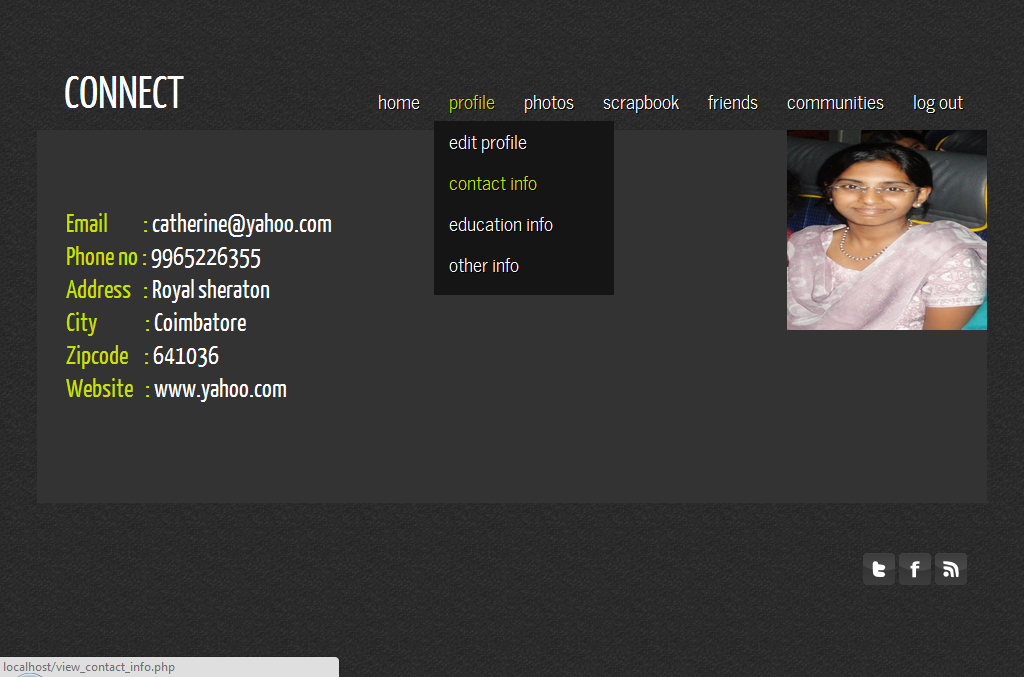 CONNECT
home profile photos scrapbook friends communities log out
edit profile
contact info
education info
other info
Email : catherine@yahoo.com
Phone no : 9965226355
Address : Royal sheraton
City : Coimbatore
Zipcode : 641036
Website : www.yahoo.com
localhost/view_contact_info.php